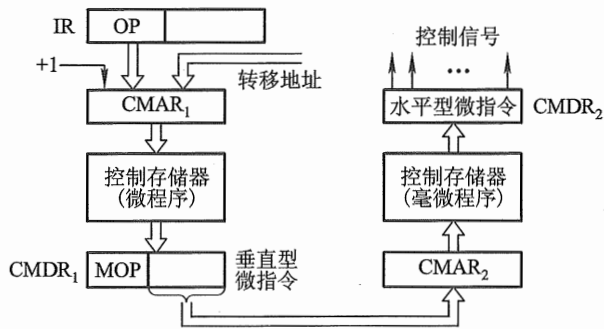 IR
OP
+1
转移地址
CMAR₁
控制存储器
(微程序)
CMDR₁
MOP
垂直型
微指令
控制信号
…
水平型微指令
CMDR₂
控制存储器
(毫微程序)
CMAR₂